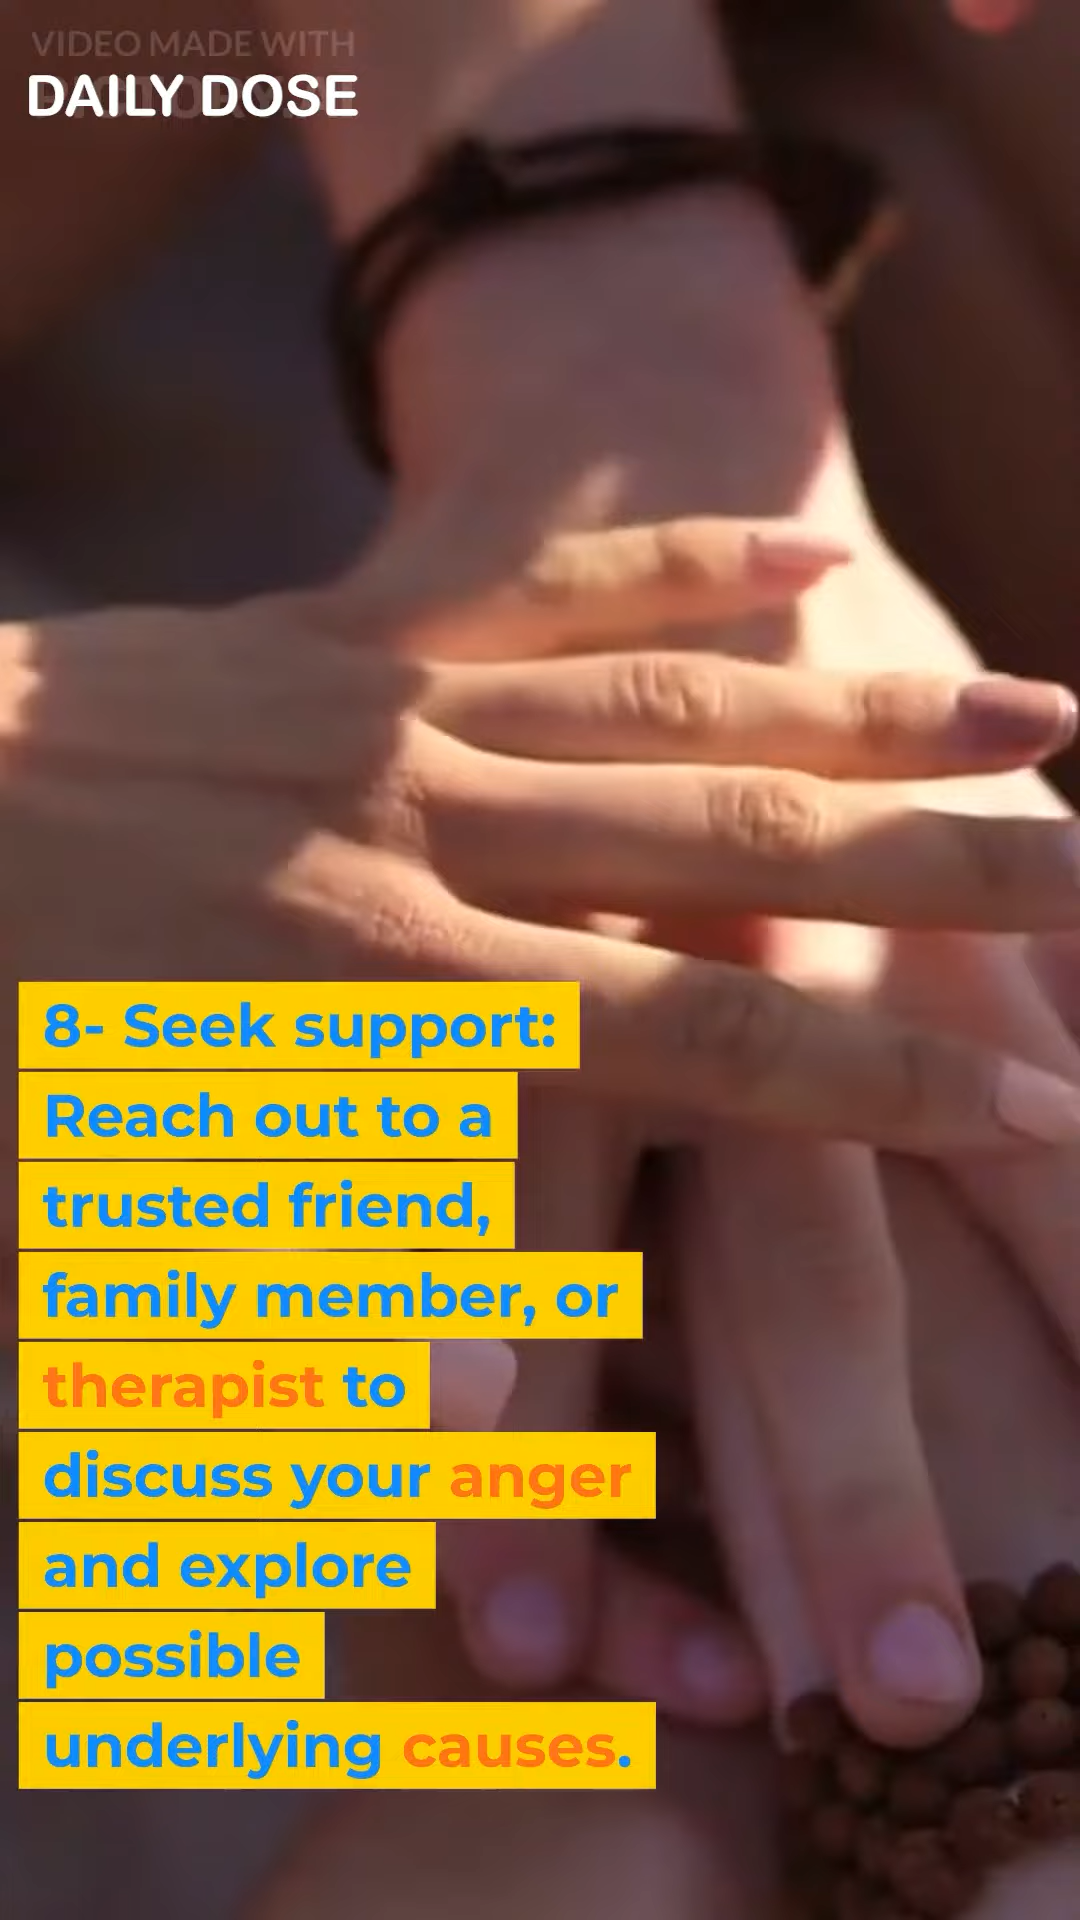 VIDEO MADE WITH
DAILY DOSE
8- Seek support:
Reach out to a
trusted friend,
family member, or
therapist to
discuss your anger
and explore
possible
underlying causes.